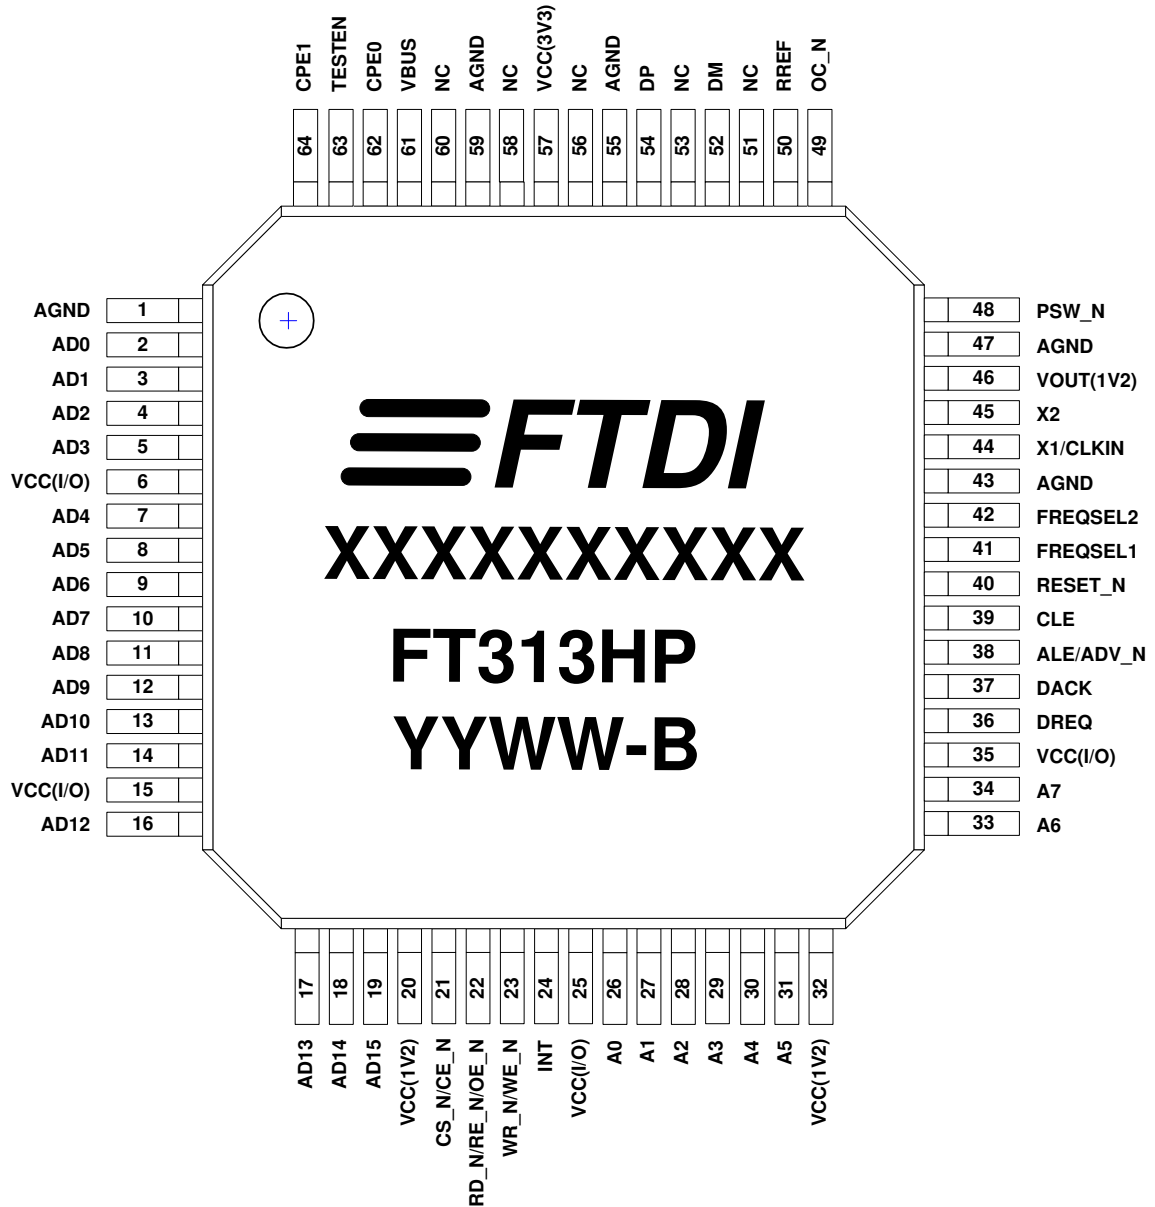 CPE1
TESTEN
CPE0
VBUS
NC
AGND
NC
VCC(3V3)
NC
AGND
DP
NC
DM
NC
RREF
OC_N
64
63
62
61
60
59
58
57
56
55
54
53
52
51
50
49
AGND 1
AD0 2
AD1 3
AD2 4
AD3 5
VCC(I/O) 6
AD4 7
AD5 8
AD6 9
AD7 10
AD8 11
AD9 12
AD10 13
AD11 14
VCC(I/O) 15
AD12 16
FTDI
XXXXXXXXXX
FT313HP
YYWW-B
48 PSW_N
47 AGND
46 VOUT(1V2)
45 X2
44 X1/CLKIN
43 AGND
42 FREQSEL2
41 FREQSEL1
40 RESET_N
39 CLE
38 ALE/ADV_N
37 DACK
36 DREQ
35 VCC(I/O)
34 A7
33 A6
17
18
19
20
21
22
23
24
25
26
27
28
29
30
31
32
AD13
AD14
AD15
VCC(1V2)
CS_N/CE_N
RD_N/RE_N/OE_N
WR_N/WE_N
INT
VCC(I/O)
A0
A1
A2
A3
A4
A5
VCC(1V2)